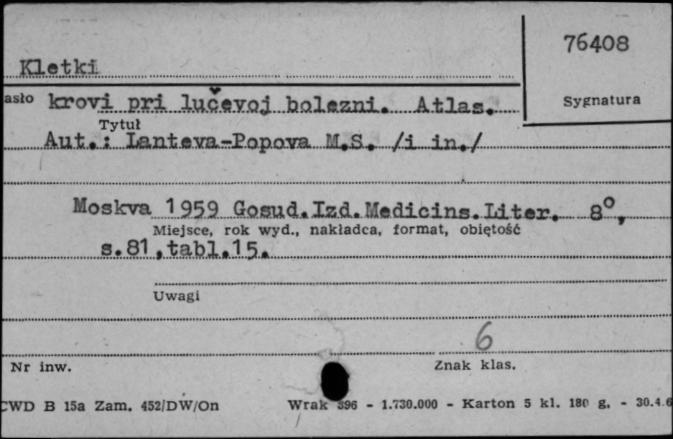 76408
Kletki
asło krovi pri lučevoj bolezni. Atlas.
Sygnatura
Tytuł
Aut.: Lanteva-Popova M.S. /i in./
Moskva 1959 Gosud.Izd.Medicins.Liter. 8°,
Miejsce, rok wyd., nakładca, format, objętość
s.81,tabl.15.
Uwagi
6
Nr inw.
Znak klas.
CWD B 15a Zam. 452/DW/On Wrak 396 - 1.730.000 - Karton 5 kl. 180 g. - 30.4.6